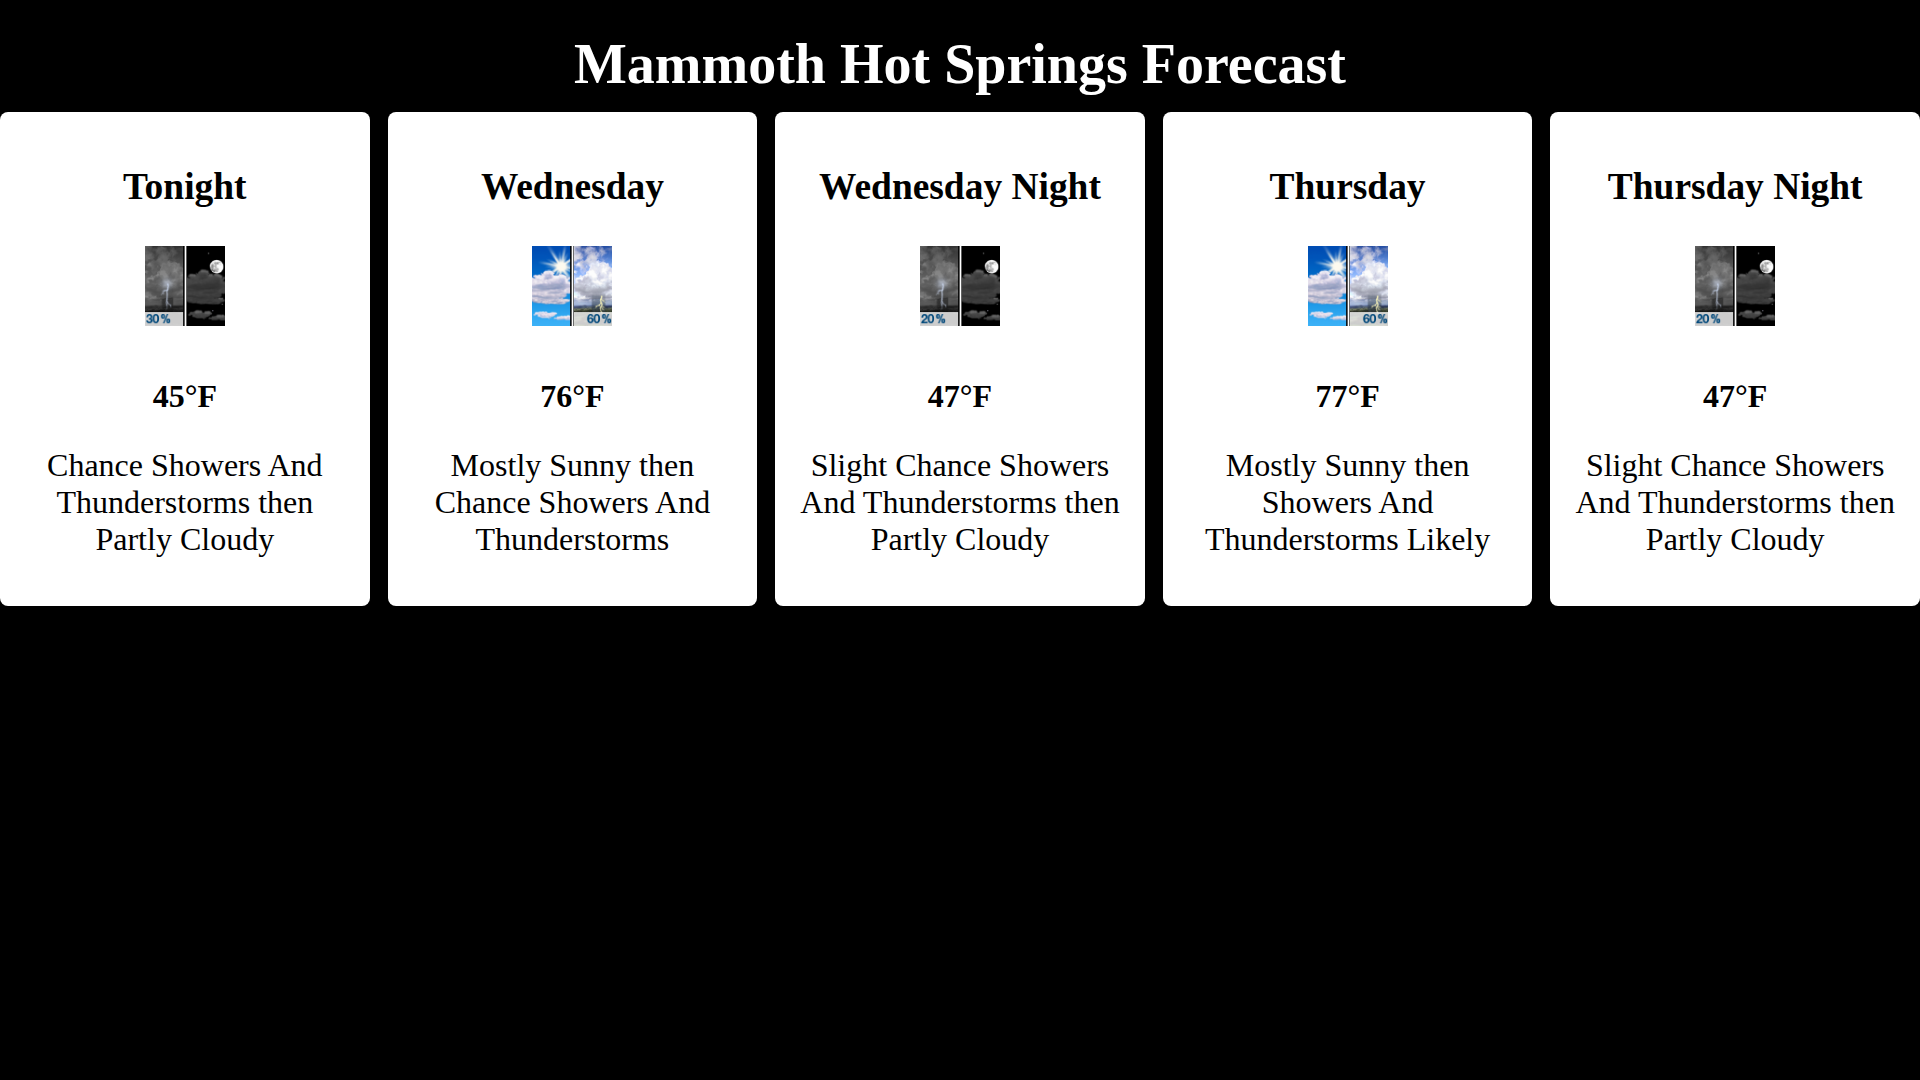 Mammoth Hot Springs Forecast
Tonight
30%
45°F
Chance Showers And
Thunderstorms then
Partly Cloudy
Wednesday
60%
76°F
Mostly Sunny then
Chance Showers And
Thunderstorms
Wednesday Night
20%
47°F
Slight Chance Showers
And Thunderstorms then
Partly Cloudy
Thursday
60%
77°F
Mostly Sunny then
Showers And
Thunderstorms Likely
Thursday Night
20%
47°F
Slight Chance Showers
And Thunderstorms then
Partly Cloudy